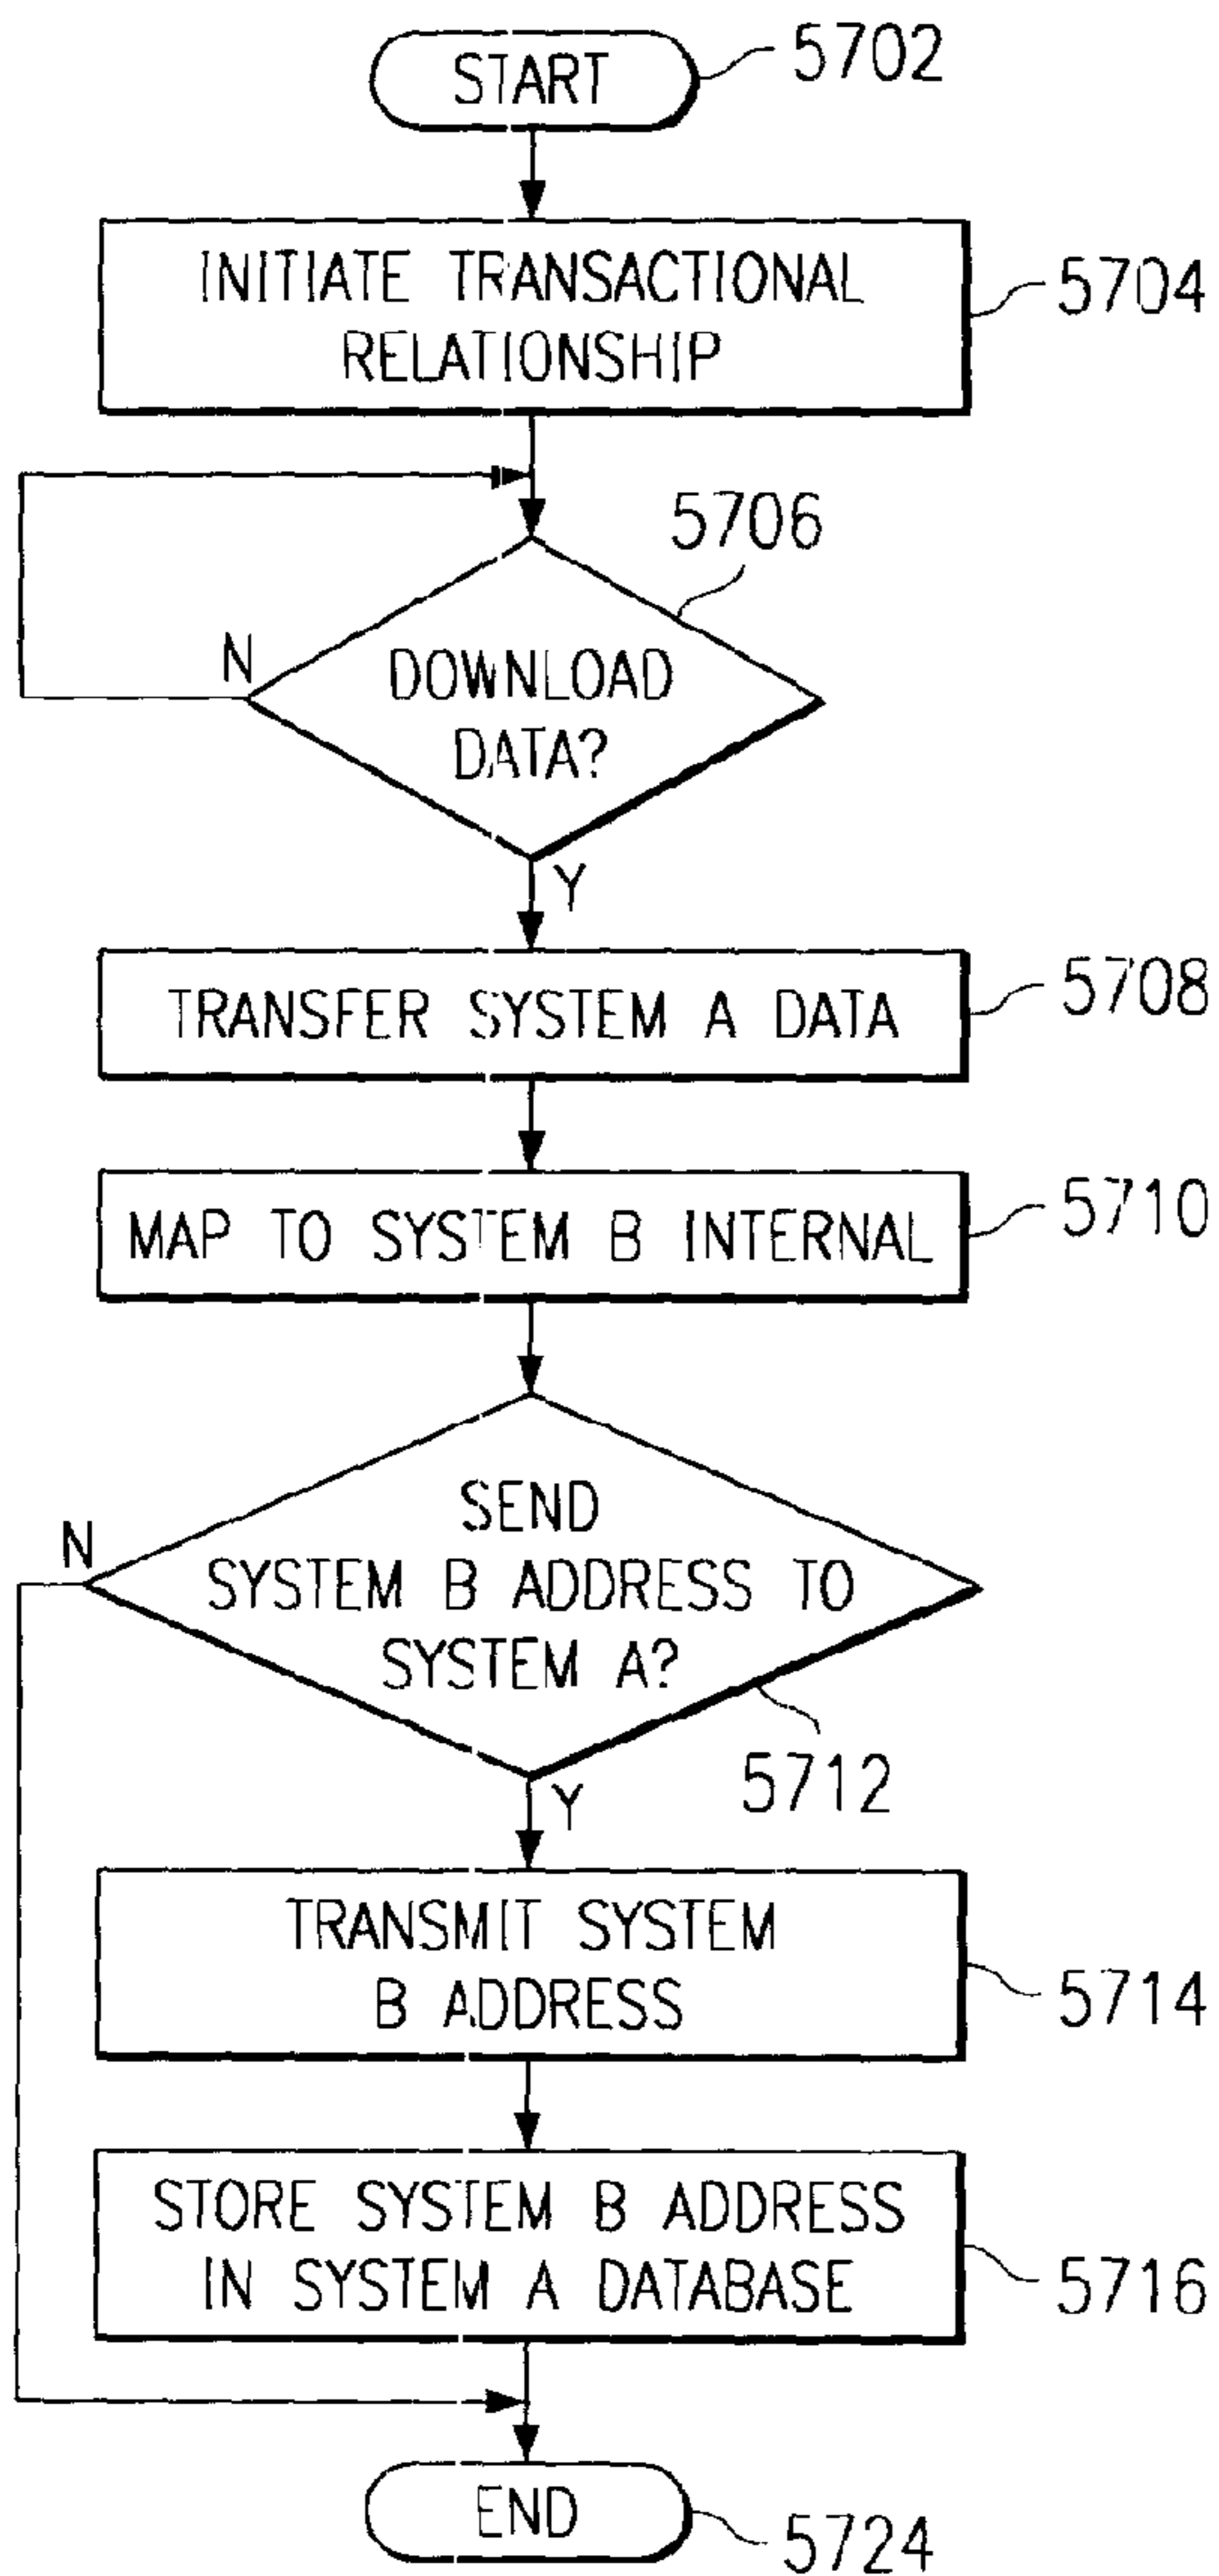 START
5702
INITIATE TRANSACTIONAL
RELATIONSHIP
5704
5706
N
DOWNLOAD
DATA?
Y
TRANSFER SYSTEM A DATA
5708
MAP TO SYSTEM B INTERNAL
5710
N
SEND
SYSTEM B ADDRESS TO
SYSTEM A?
5712
Y
TRANSMIT SYSTEM
B ADDRESS
5714
STORE SYSTEM B ADDRESS
IN SYSTEM A DATABASE
5716
END
5724